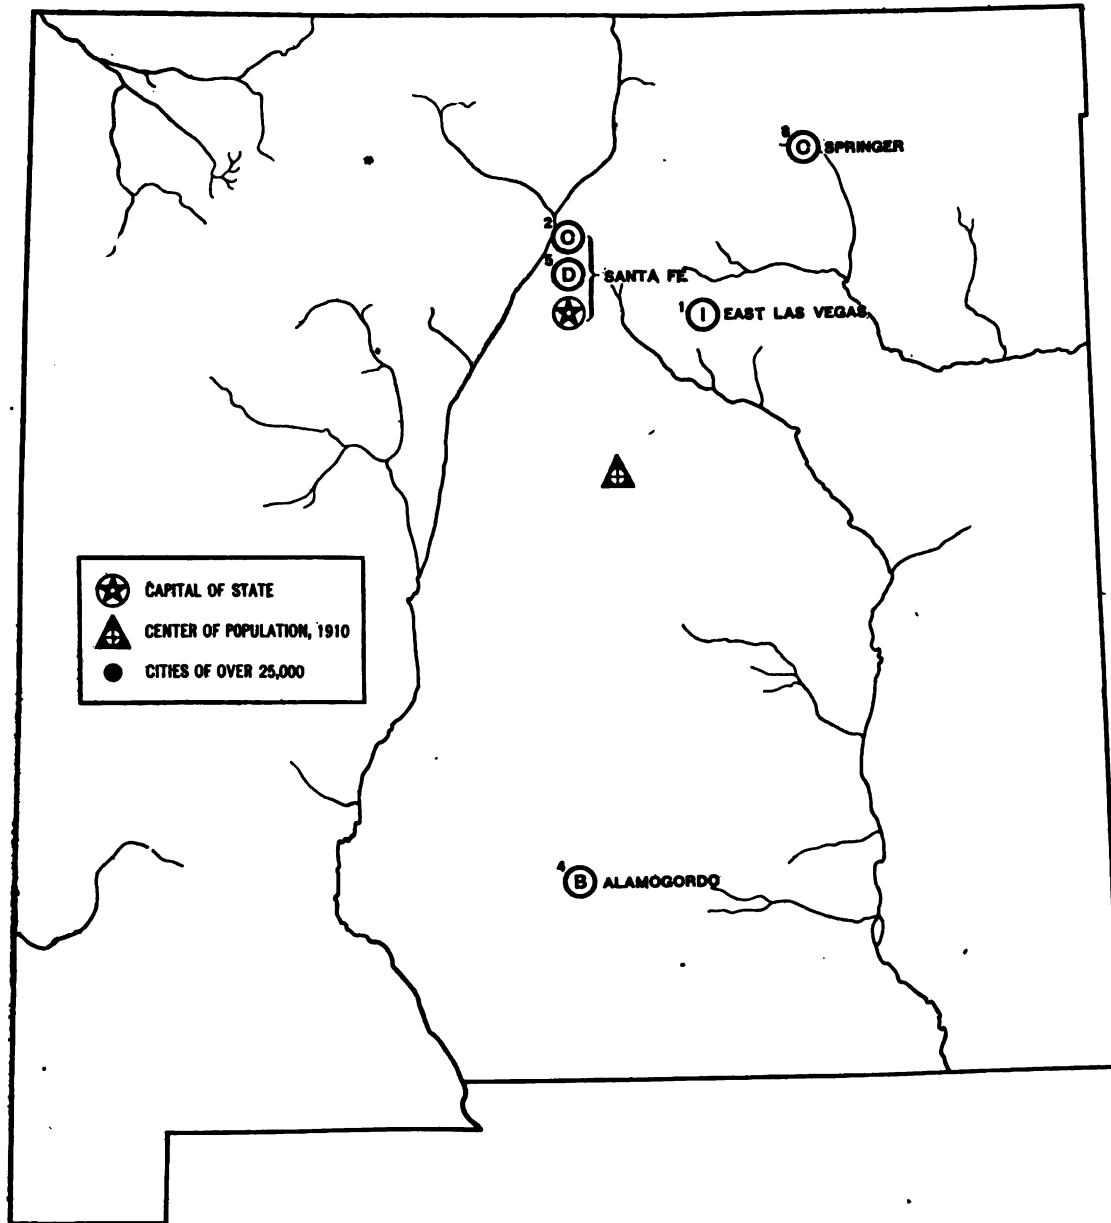 3
O SPRINGER
2
O
5
D SANTA FE
1
I EAST LAS VEGAS
CAPITAL OF STATE
CENTER OF POPULATION, 1910
CITIES OF OVER 25,000
4
B ALAMOGORDO